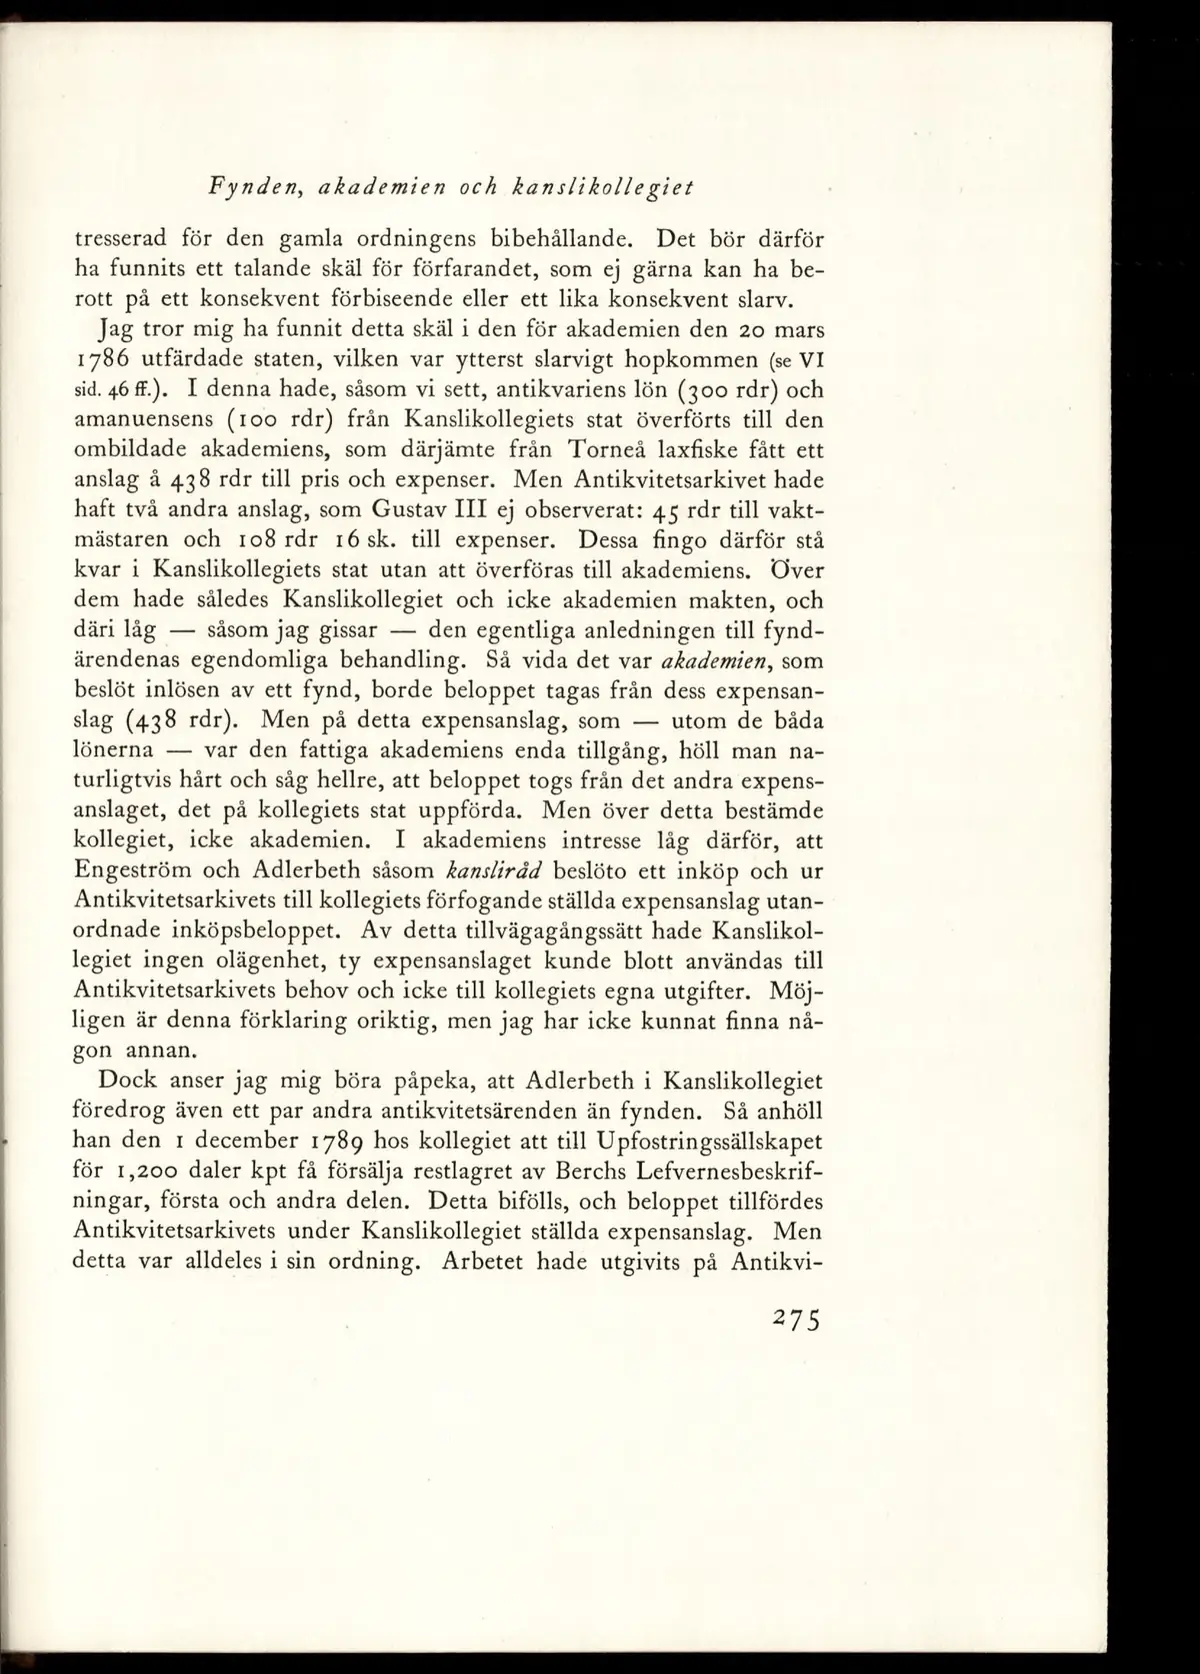 Fynden, akademien och kanslikollegiet
tresserad för den gamla ordningens bibehållande. Det bör därför
ha funnits ett talande skäl för förfarandet, som ej gärna kan ha be-
rott på ett konsekvent förbiseende eller ett lika konsekvent slarv.
Jag tror mig ha funnit detta skäl i den för akademien den 20 mars
1786 utfärdade staten, vilken var ytterst slarvigt hopkommen (se VI
sid. 46 ff.). I denna hade, såsom vi sett, antikvariens lön (300 rdr) och
amanuensens (100 rdr) från Kanslikollegiets stat överförts till den
ombildade akademiens, som därjämte från Torneå laxfiske fått ett
anslag å 438 rdr till pris och expenser. Men Antikvitetsarkivet hade
haft två andra anslag, som Gustav III ej observerat: 45 rdr till vakt-
mästaren och 108 rdr 16 sk. till expenser. Dessa fingo därför stå
kvar i Kanslikollegiets stat utan att överföras till akademiens. Över
dem hade således Kanslikollegiet och icke akademien makten, och
däri låg — såsom jag gissar — den egentliga anledningen till fynd-
ärendenas egendomliga behandling. Så vida det var akademien, som
beslöt inlösen av ett fynd, borde beloppet tagas från dess expensan-
slag (438 rdr). Men på detta expensanslag, som — utom de båda
lönerna — var den fattiga akademiens enda tillgång, höll man na-
turligtvis hårt och såg hellre, att beloppet togs från det andra expens-
anslaget, det på kollegiets stat uppförda. Men över detta bestämde
kollegiet, icke akademien. I akademiens intresse låg därför, att
Engeström och Adlerbeth såsom kansliråd beslöto ett inköp och ur
Antikvitetsarkivets till kollegiets förfogande ställda expensanslag utan-
ordnade inköpsbeloppet. Av detta tillvägagångssätt hade Kanslikol-
legiet ingen olägenhet, ty expensanslaget kunde blott användas till
Antikvitetsarkivets behov och icke till kollegiets egna utgifter. Möj-
ligen är denna förklaring oriktig, men jag har icke kunnat finna nå-
gon annan.
Dock anser jag mig böra påpeka, att Adlerbeth i Kanslikollegiet
föredrog även ett par andra antikvitetsärenden än fynden. Så anhöll
han den 1 december 1789 hos kollegiet att till Upfostringssällskapet
för 1,200 daler kpt få försälja restlagret av Berchs Lefvernesbeskrif-
ningar, första och andra delen. Detta bifölls, och beloppet tillfördes
Antikvitetsarkivets under Kanslikollegiet ställda expensanslag. Men
detta var alldeles i sin ordning. Arbetet hade utgivits på Antikvi-
275